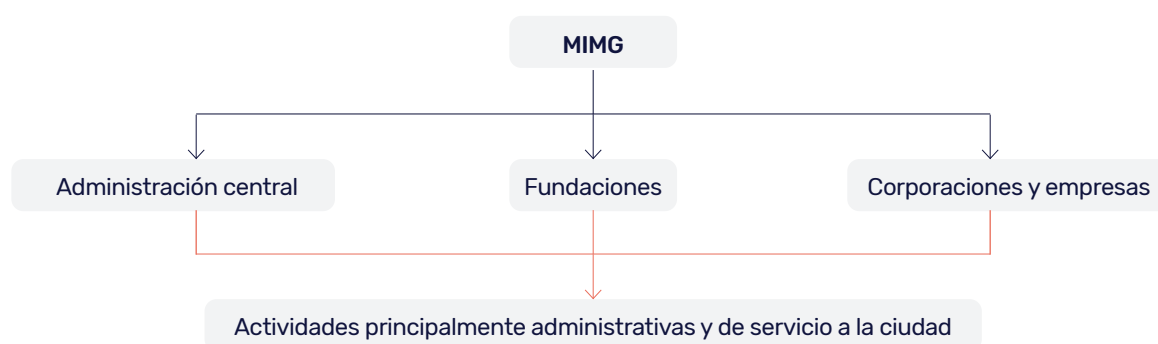 MIMG
Administración central
Fundaciones
Corporaciones y empresas
Actividades principalmente administrativas y de servicio a la ciudad